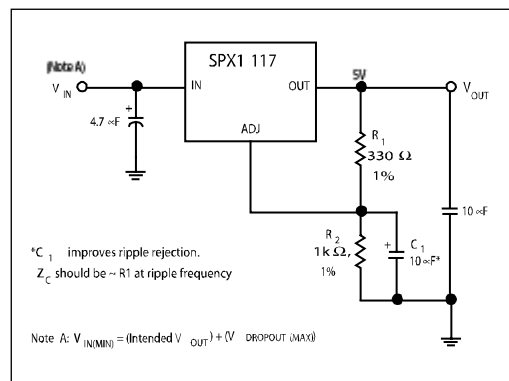 (Note A)
V IN
SPX1 117
IN
OUT
ADJ
5V
V OUT
4.7 ∝F
R 1
330 Ω
1%
10 ∝F
R 2
1k Ω,
1%
C 1
10 ∝F*
*C 1 improves ripple rejection.
Z C should be ~ R1 at ripple frequency
Note A: V IN(MIN) = (Intended V OUT) + (V DROPOUT (MAX))